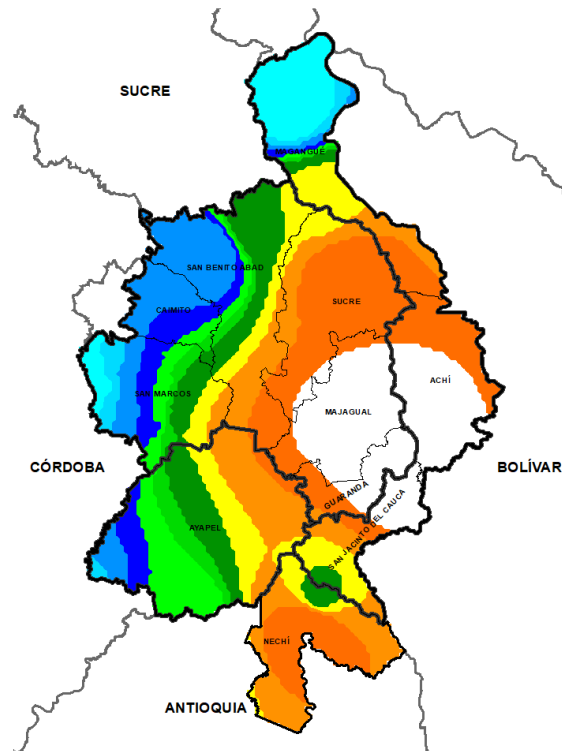 SUCRE
MAGANGUÉ
SAN BENITO ABAD
CAIMITO
SUCRE
ACHÍ
SAN MARCOS
MAJAGUAL
CÓRDOBA
BOLÍVAR
GUARANDA
SAN JACINTO DEL CAUCA
AYAPEL
NECHÍ
ANTIOQUIA